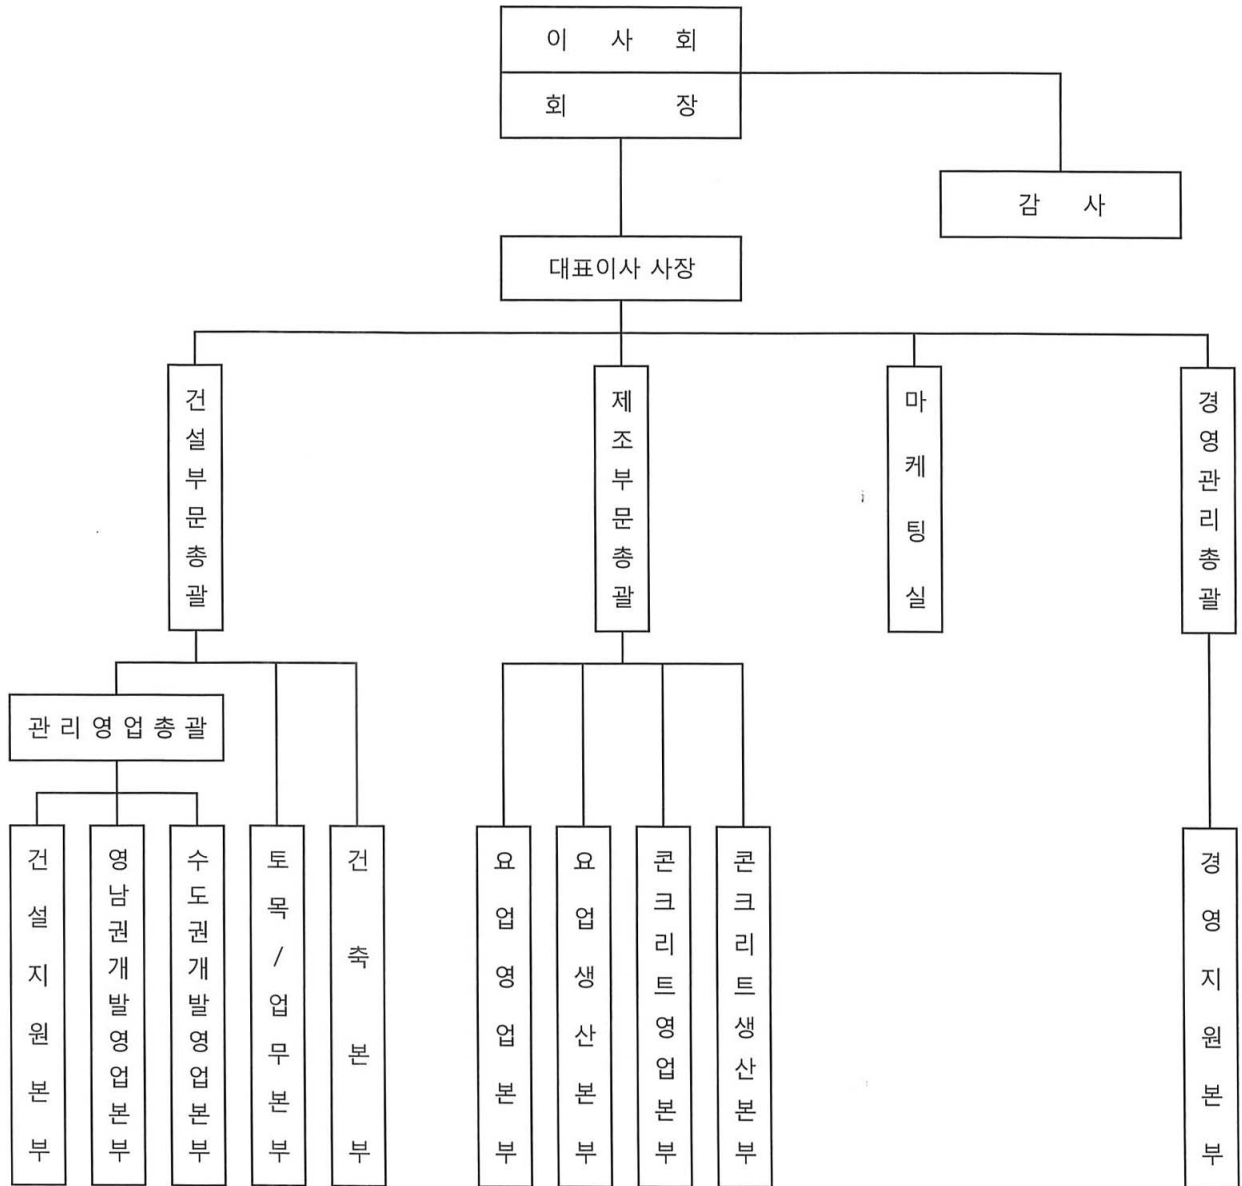 이 사 회
회 장
감 사
대표이사 사장
건설부문총괄
제조부문총괄
마케팅실
경영관리총괄
관리영업총괄
건설지원본부
영남권개발영업본부
수도권개발영업본부
토목/업무본부
건축본부
요업영업본부
요업생산본부
콘크리트영업본부
콘크리트생산본부
경영지원본부